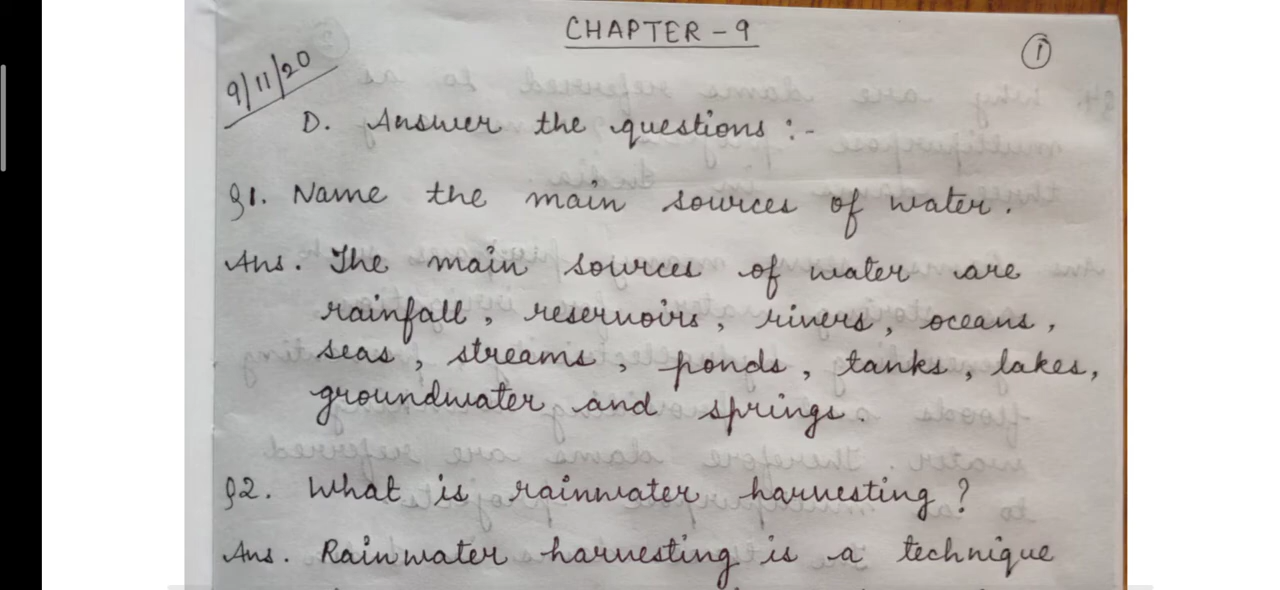 CHAPTER - 9
1
9/11/20
D. Answer the questions :-
Q1. Name the main sources of water.
Ans. The main sources of water are
rainfall, reservoirs, rivers, oceans,
seas, streams, ponds, tanks, lakes,
groundwater and springs.
Q2. What is rainwater harvesting?
Ans. Rainwater harvesting is a technique